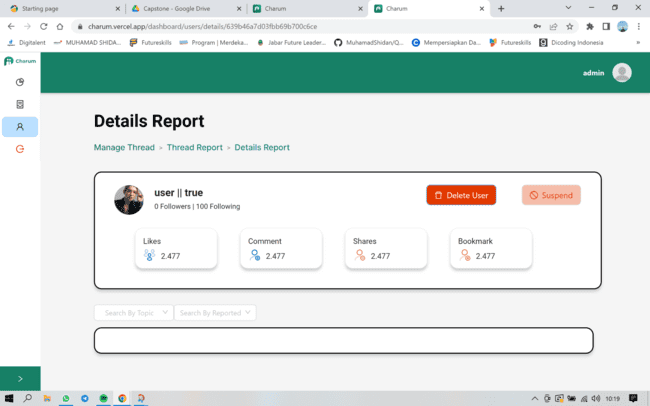 Starting page
Capstone - Google Drive
Charum
Charum
charum.vercel.app/dashboard/users/details/639b46a7d03fbb69b700c6ce
Digitalent
MUHAMAD SHIDAN...
Futureskills
Program | Merdeka...
Jabar Future Leader...
MuhamadShidan/Q...
Mempersiapkan Da...
Futureskills
Dicoding Indonesia
»
Charum
admin
Details Report
Manage Thread » Thread Report » Details Report
user || true
0 Followers | 100 Following
Delete User
Suspend
Likes
2.477
Comment
2.477
Shares
2.477
Bookmark
2.477
Search By Topic
Search By Reported
10:19